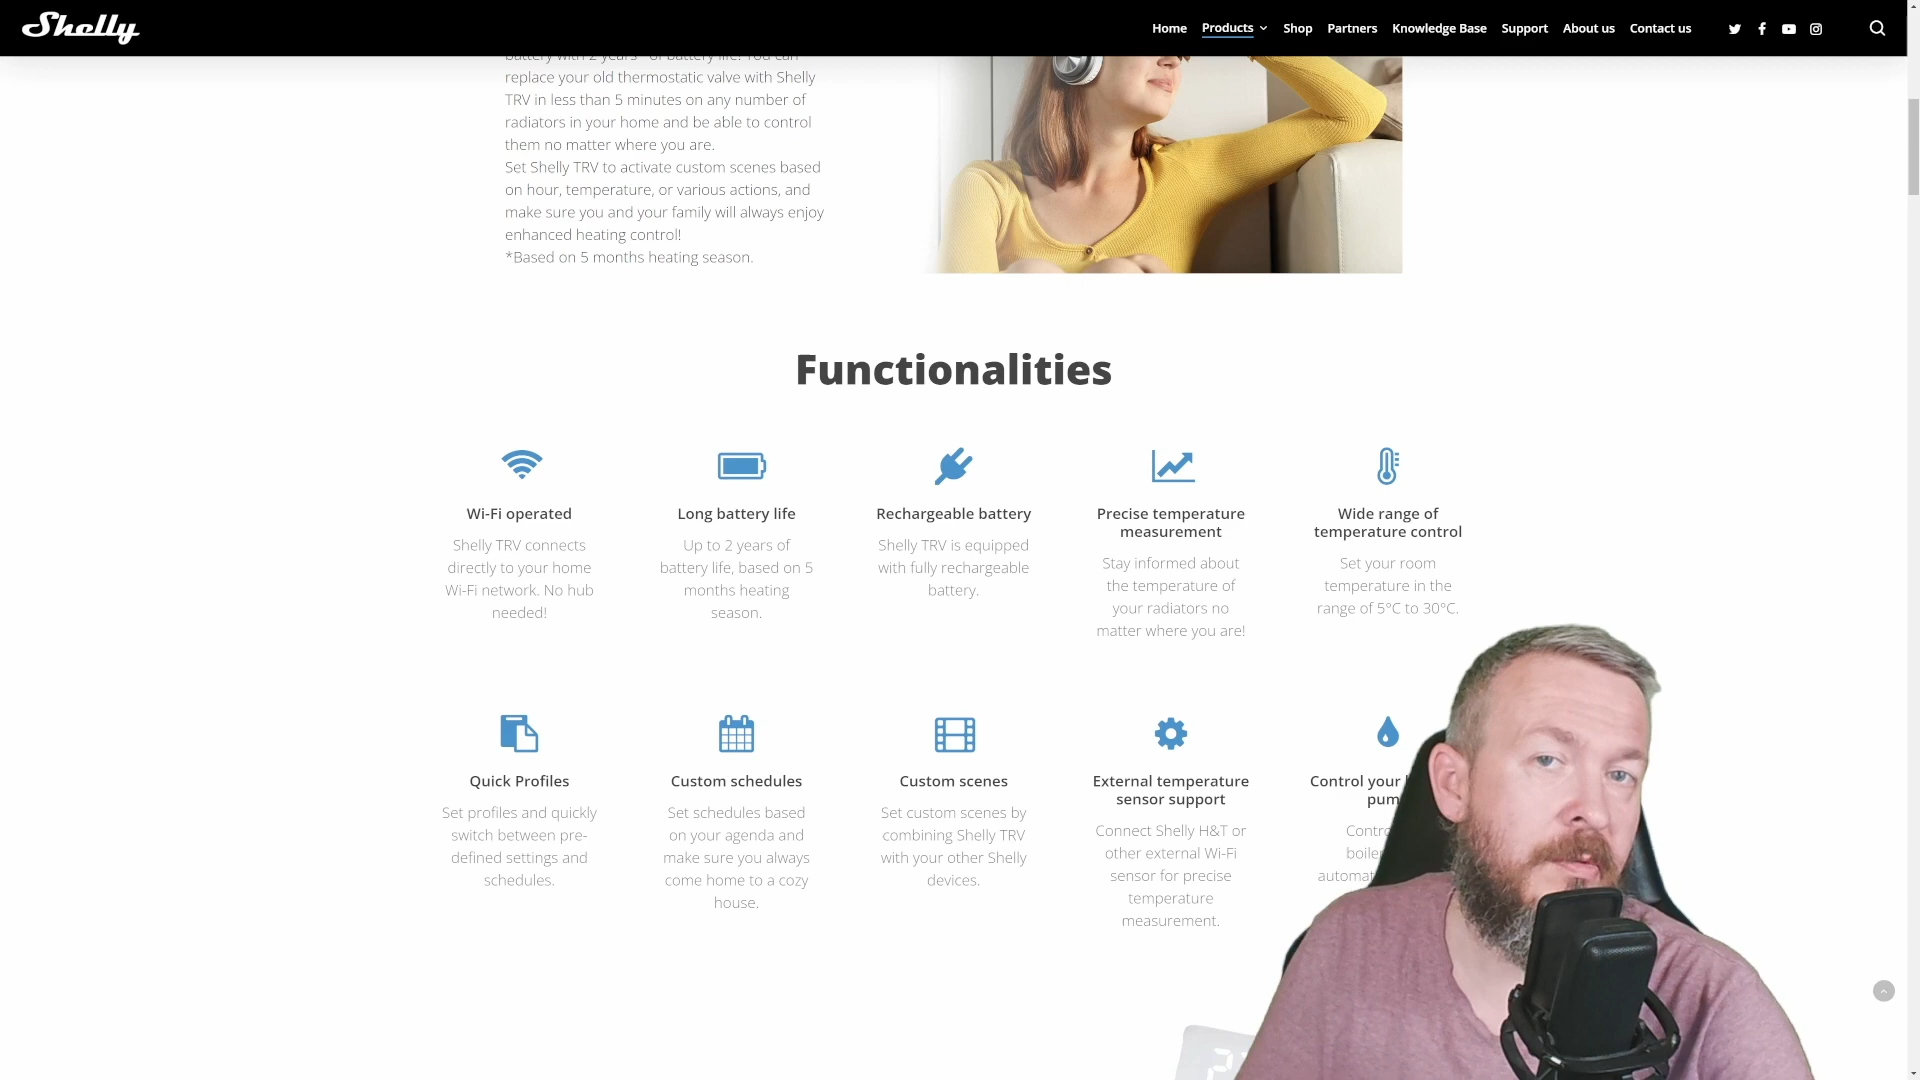 Shelly
Home Products Shop Partners Knowledge Base Support About us Contact us
battery with 2 years* of battery life! You can
replace your old thermostatic valve with Shelly
TRV in less than 5 minutes on any number of
radiators in your home and be able to control
them no matter where you are.
Set Shelly TRV to activate custom scenes based
on hour, temperature, or various actions, and
make sure you and your family will always enjoy
enhanced heating control!
*Based on 5 months heating season.
Functionalities
Wi-Fi operated
Shelly TRV connects
directly to your home
Wi-Fi network. No hub
needed!
Long battery life
Up to 2 years of
battery life, based on 5
months heating
season.
Rechargeable battery
Shelly TRV is equipped
with fully rechargeable
battery.
Precise temperature
measurement
Stay informed about
the temperature of
your radiators no
matter where you are!
Wide range of
temperature control
Set your room
temperature in the
range of 5°C to 30°C.
Quick Profiles
Set profiles and quickly
switch between pre-
defined settings and
schedules.
Custom schedules
Set schedules based
on your agenda and
make sure you always
come home to a cozy
house.
Custom scenes
Set custom scenes by
combining Shelly TRV
with your other Shelly
devices.
External temperature
sensor support
Connect Shelly H&T or
other external Wi-Fi
sensor for precise
temperature
measurement.
Control your